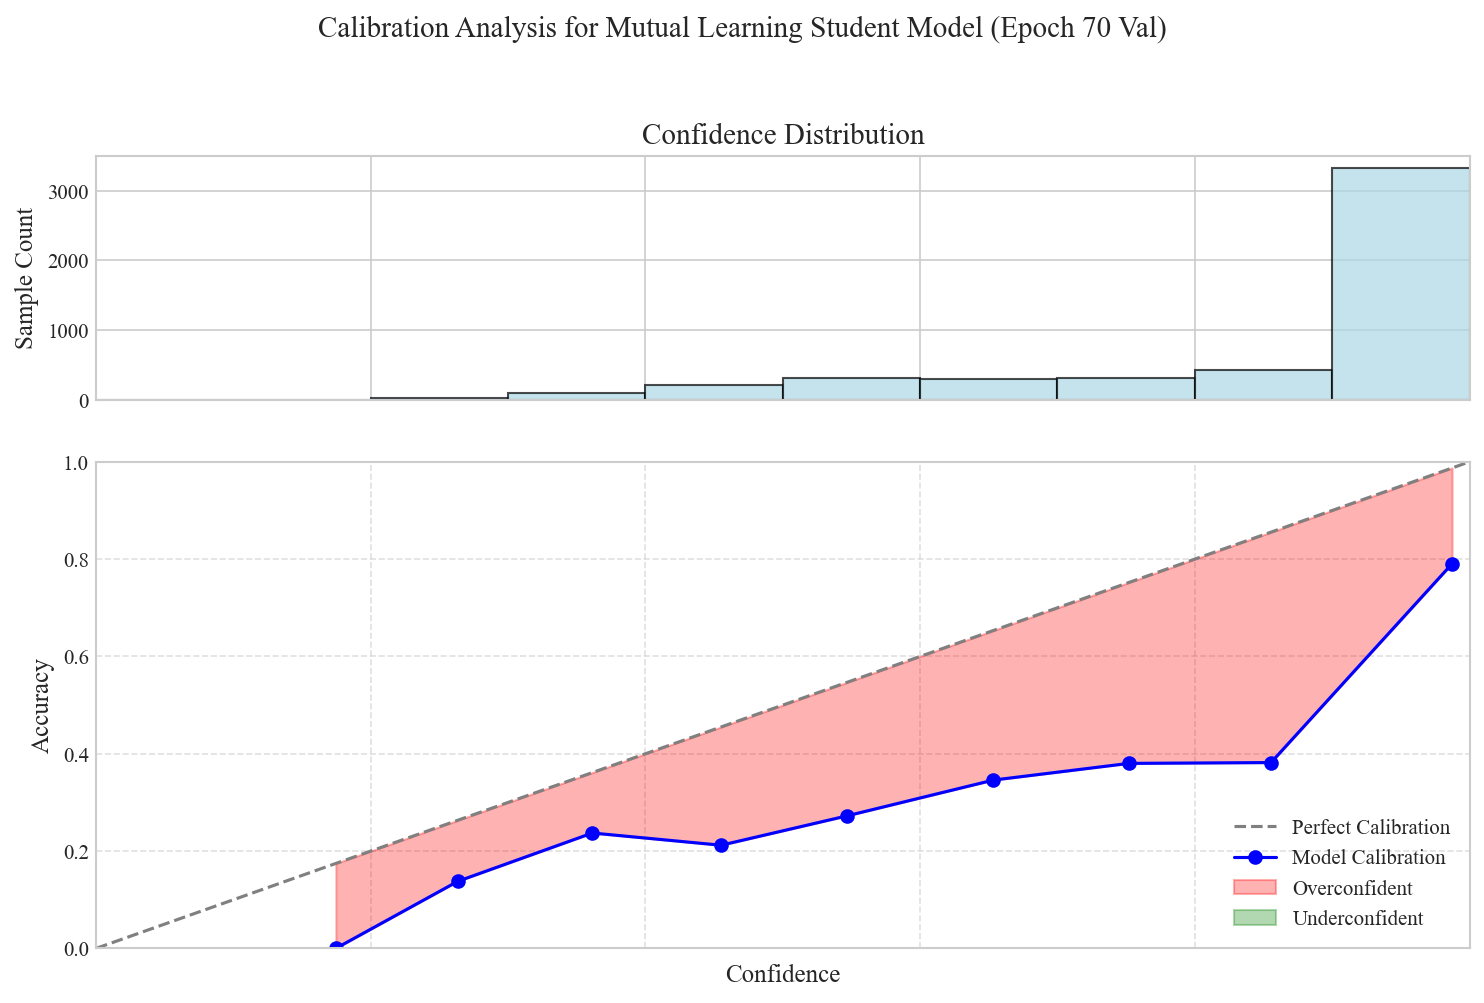 Calibration Analysis for Mutual Learning Student Model (Epoch 70 Val)
Confidence Distribution
Sample Count
3000
2000
1000
0
Accuracy
1.0
0.8
0.6
0.4
0.2
0.0
Perfect Calibration
Model Calibration
Overconfident
Underconfident
Confidence